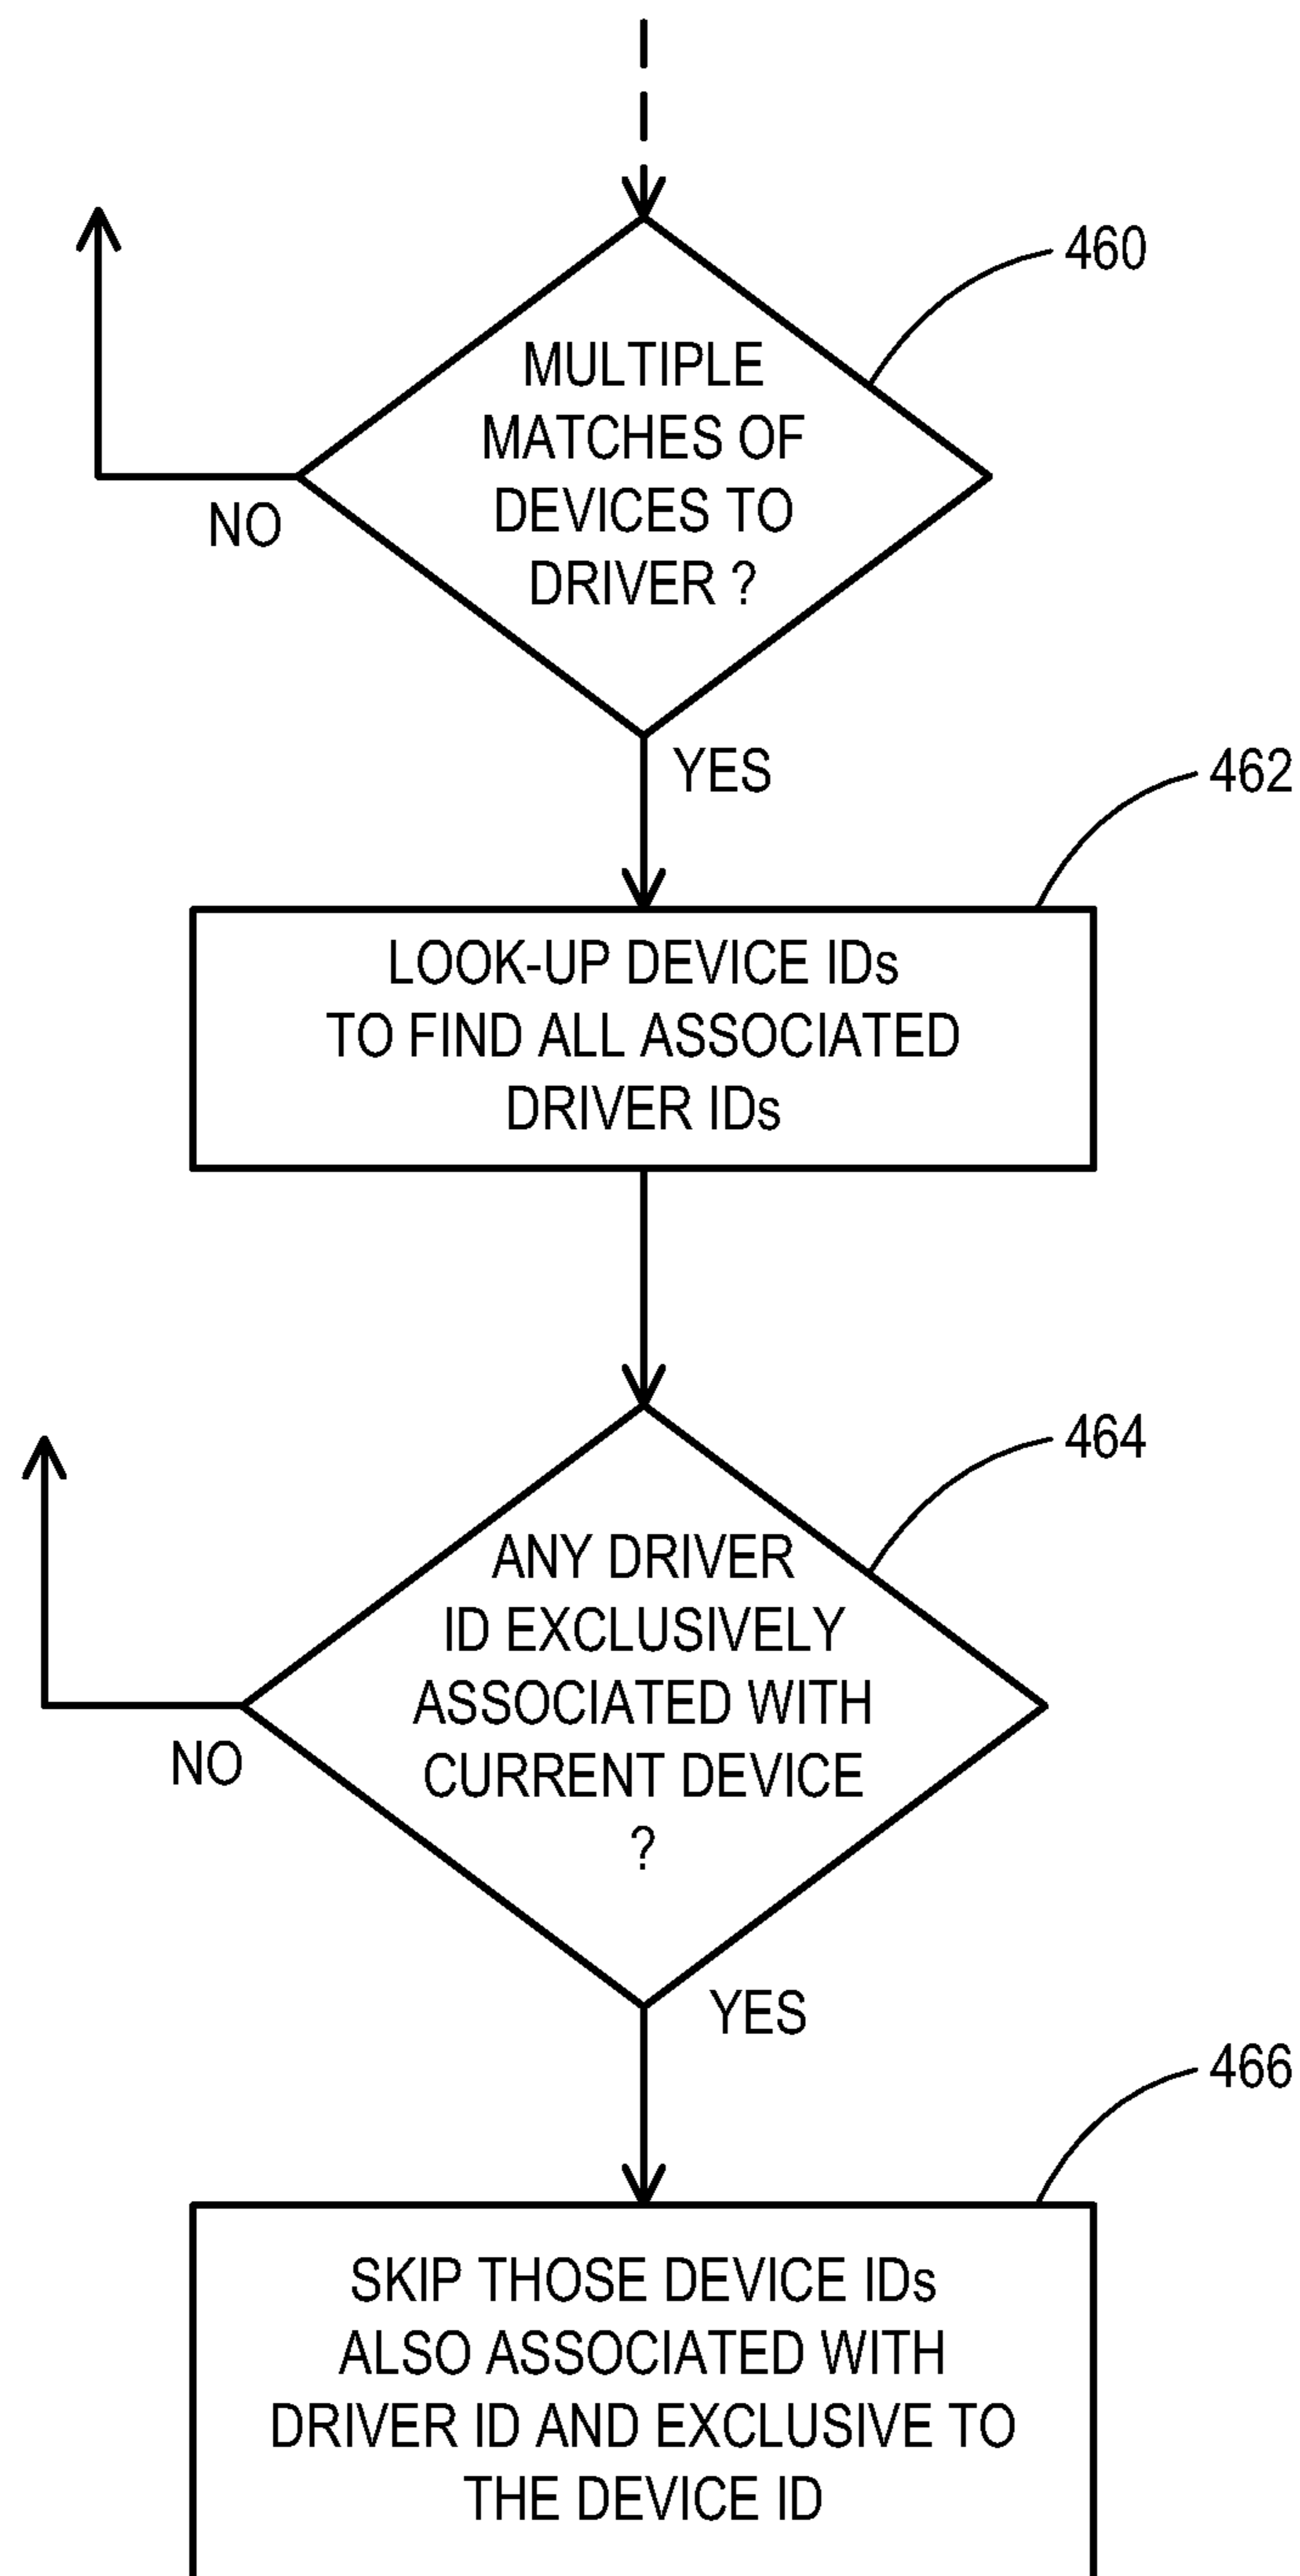 460
MULTIPLE
MATCHES OF
DEVICES TO
DRIVER ?
NO
YES
462
LOOK-UP DEVICE IDs
TO FIND ALL ASSOCIATED
DRIVER IDs
464
ANY DRIVER
ID EXCLUSIVELY
ASSOCIATED WITH
CURRENT DEVICE
?
NO
YES
466
SKIP THOSE DEVICE IDs
ALSO ASSOCIATED WITH
DRIVER ID AND EXCLUSIVE TO
THE DEVICE ID